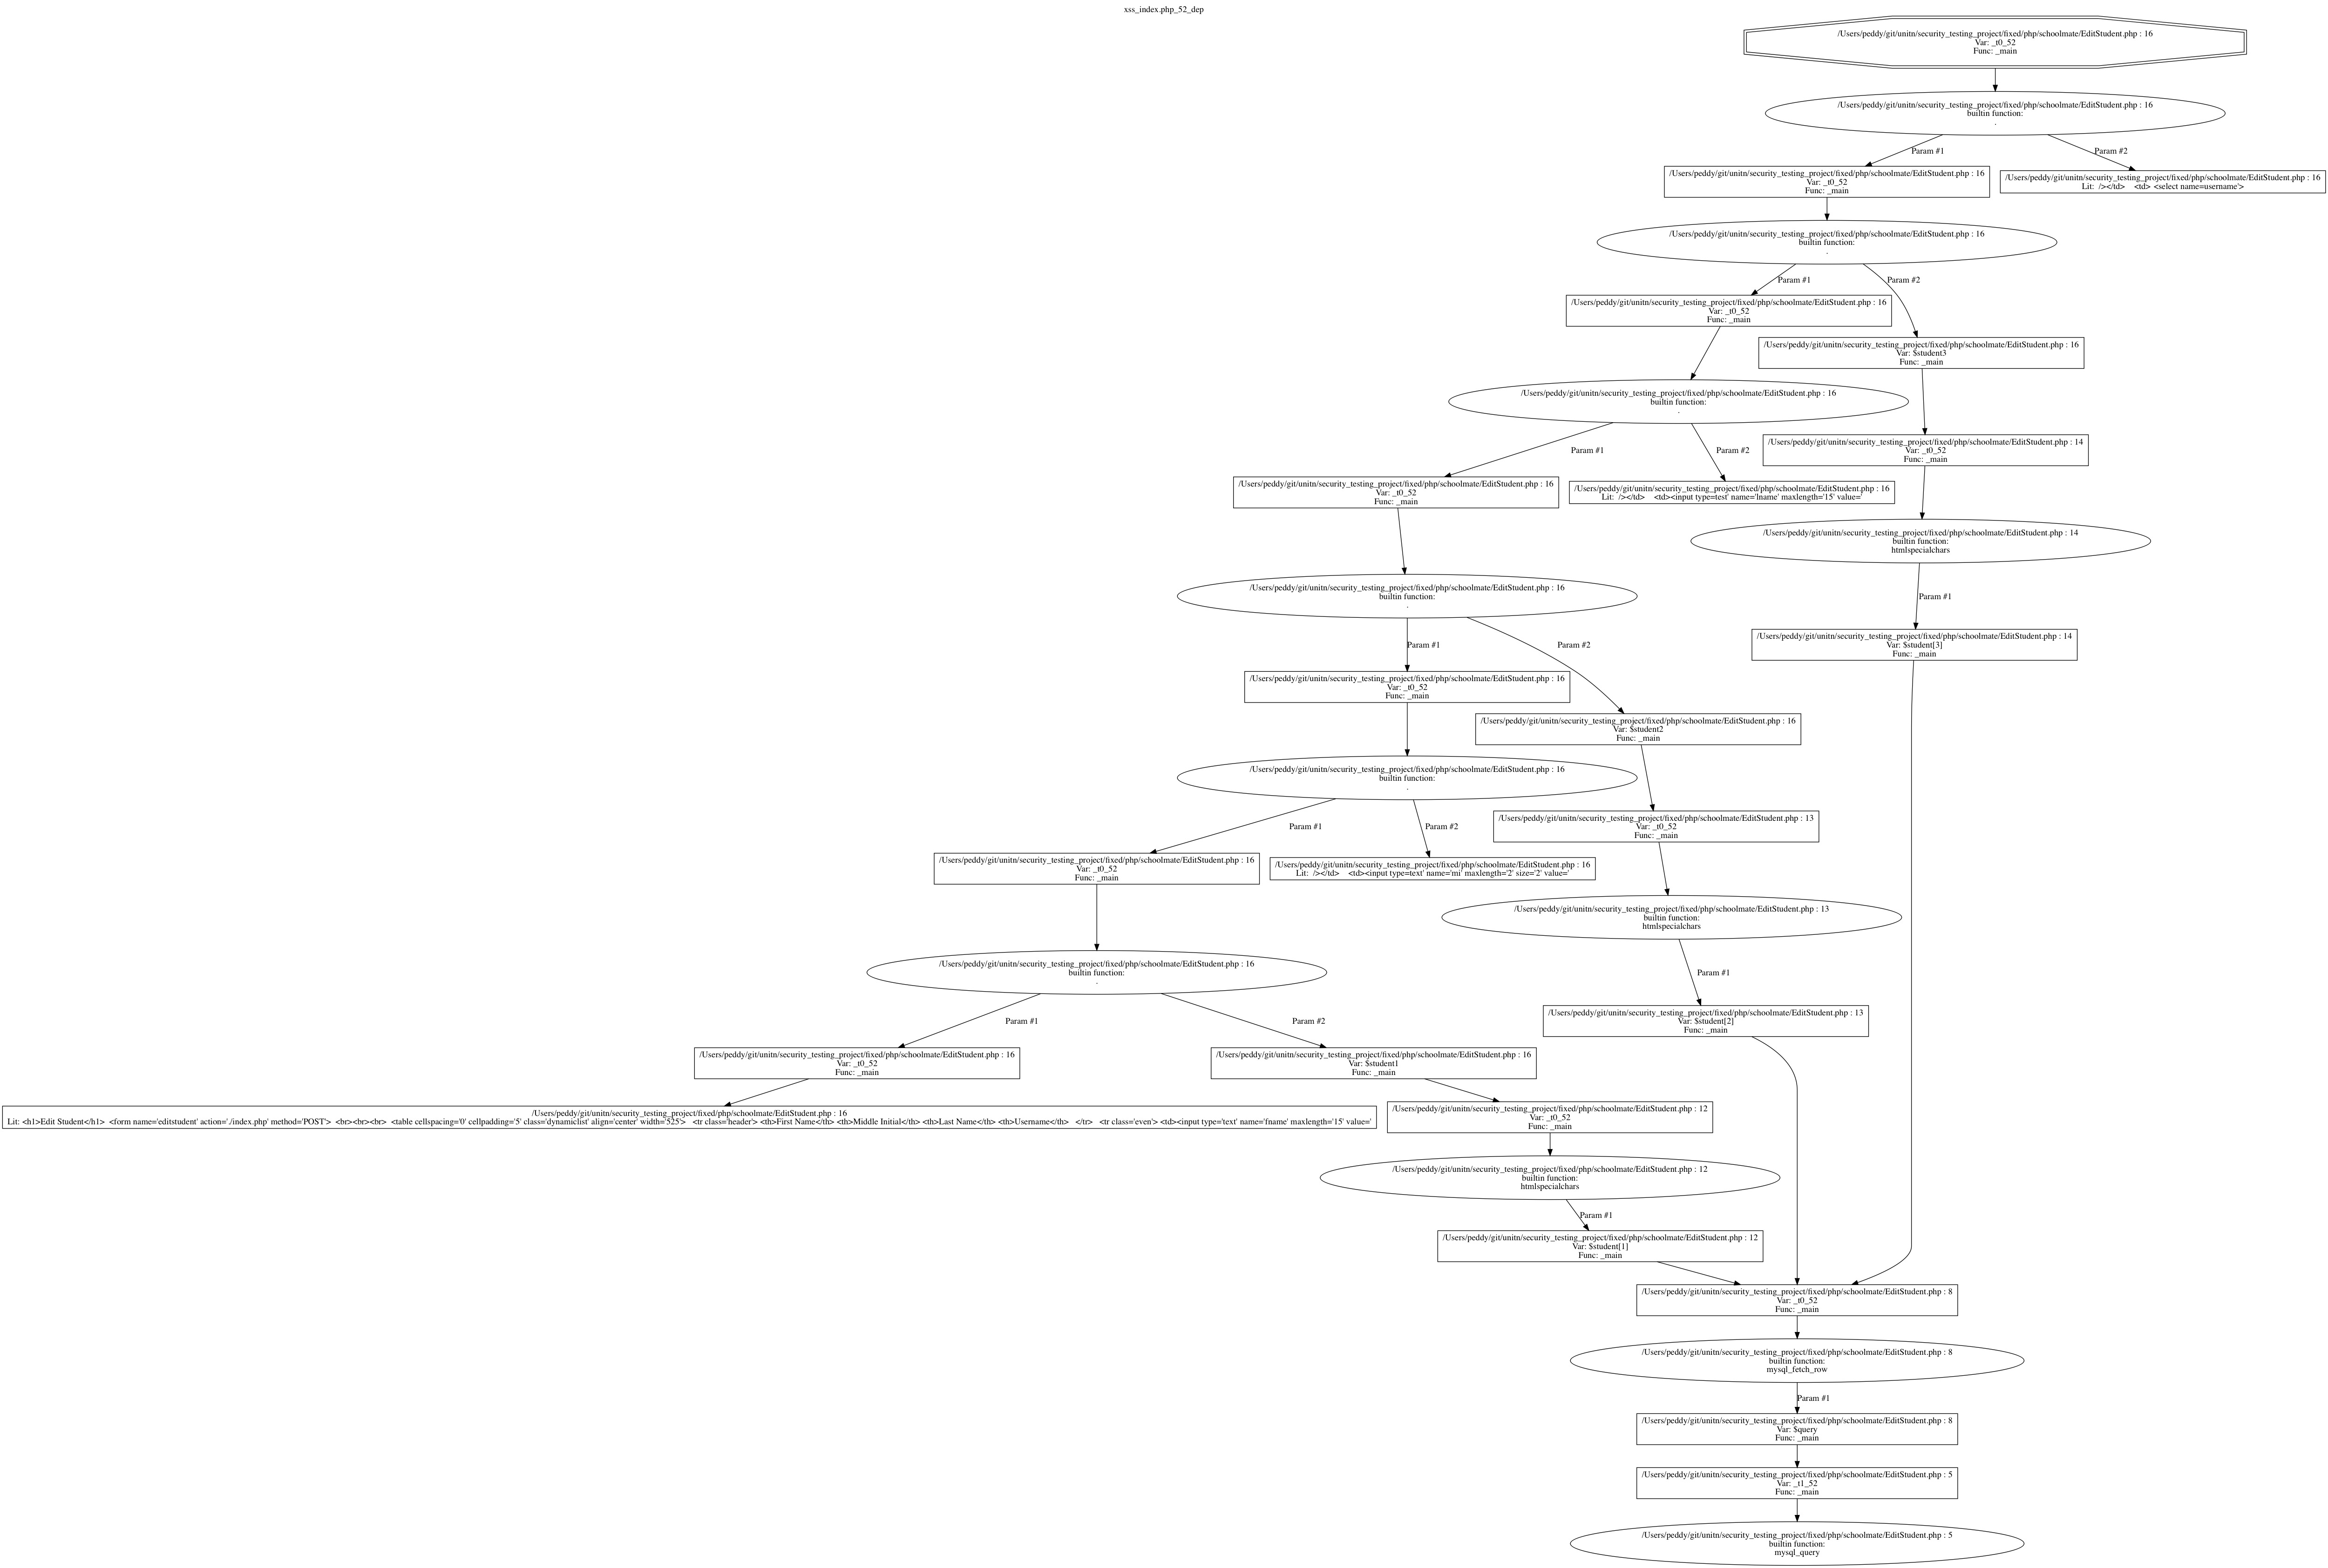 xss_index.php_52_dep
/Users/peddy/git/unitn/security_testing_project/fixed/php/schoolmate/EditStudent.php : 16
Var: _t0_52
Func: _main
/Users/peddy/git/unitn/security_testing_project/fixed/php/schoolmate/EditStudent.php : 16
builtin function:
.
Param #1
Param #2
/Users/peddy/git/unitn/security_testing_project/fixed/php/schoolmate/EditStudent.php : 16
Var: _t0_52
Func: _main
/Users/peddy/git/unitn/security_testing_project/fixed/php/schoolmate/EditStudent.php : 16
Lit:  /></td>    <td> <select name=username'>
/Users/peddy/git/unitn/security_testing_project/fixed/php/schoolmate/EditStudent.php : 16
builtin function:
.
Param #1
Param #2
/Users/peddy/git/unitn/security_testing_project/fixed/php/schoolmate/EditStudent.php : 16
Var: _t0_52
Func: _main
/Users/peddy/git/unitn/security_testing_project/fixed/php/schoolmate/EditStudent.php : 16
Var: $student3
Func: _main
/Users/peddy/git/unitn/security_testing_project/fixed/php/schoolmate/EditStudent.php : 16
builtin function:
.
Param #1
Param #2
/Users/peddy/git/unitn/security_testing_project/fixed/php/schoolmate/EditStudent.php : 14
Var: _t0_52
Func: _main
/Users/peddy/git/unitn/security_testing_project/fixed/php/schoolmate/EditStudent.php : 16
Var: _t0_52
Func: _main
/Users/peddy/git/unitn/security_testing_project/fixed/php/schoolmate/EditStudent.php : 16
Lit:  /></td>    <td><input type=test' name='lname' maxlength='15' value='
/Users/peddy/git/unitn/security_testing_project/fixed/php/schoolmate/EditStudent.php : 14
builtin function:
htmlspecialchars
/Users/peddy/git/unitn/security_testing_project/fixed/php/schoolmate/EditStudent.php : 16
builtin function:
.
Param #1
Param #1
Param #2
/Users/peddy/git/unitn/security_testing_project/fixed/php/schoolmate/EditStudent.php : 14
Var: $student[3]
Func: _main
/Users/peddy/git/unitn/security_testing_project/fixed/php/schoolmate/EditStudent.php : 16
Var: _t0_52
Func: _main
/Users/peddy/git/unitn/security_testing_project/fixed/php/schoolmate/EditStudent.php : 16
Var: $student2
Func: _main
/Users/peddy/git/unitn/security_testing_project/fixed/php/schoolmate/EditStudent.php : 16
builtin function:
.
Param #1
Param #2
/Users/peddy/git/unitn/security_testing_project/fixed/php/schoolmate/EditStudent.php : 13
Var: _t0_52
Func: _main
/Users/peddy/git/unitn/security_testing_project/fixed/php/schoolmate/EditStudent.php : 16
Var: _t0_52
Func: _main
/Users/peddy/git/unitn/security_testing_project/fixed/php/schoolmate/EditStudent.php : 16
Lit:  /></td>    <td><input type=text' name='mi' maxlength='2' size='2' value='
/Users/peddy/git/unitn/security_testing_project/fixed/php/schoolmate/EditStudent.php : 13
builtin function:
htmlspecialchars
/Users/peddy/git/unitn/security_testing_project/fixed/php/schoolmate/EditStudent.php : 16
builtin function:
.
Param #1
Param #1
Param #2
/Users/peddy/git/unitn/security_testing_project/fixed/php/schoolmate/EditStudent.php : 13
Var: $student[2]
Func: _main
/Users/peddy/git/unitn/security_testing_project/fixed/php/schoolmate/EditStudent.php : 16
Var: _t0_52
Func: _main
/Users/peddy/git/unitn/security_testing_project/fixed/php/schoolmate/EditStudent.php : 16
Var: $student1
Func: _main
/Users/peddy/git/unitn/security_testing_project/fixed/php/schoolmate/EditStudent.php : 16
Lit: <h1>Edit Student</h1>  <form name='editstudent' action='./index.php' method='POST'>  <br><br><br>  <table cellspacing='0' cellpadding='5' class='dynamiclist' align='center' width='525'>   <tr class='header'> <th>First Name</th> <th>Middle Initial</th> <th>Last Name</th> <th>Username</th>   </tr>   <tr class='even'> <td><input type='text' name='fname' maxlength='15' value='
/Users/peddy/git/unitn/security_testing_project/fixed/php/schoolmate/EditStudent.php : 12
Var: _t0_52
Func: _main
/Users/peddy/git/unitn/security_testing_project/fixed/php/schoolmate/EditStudent.php : 12
builtin function:
htmlspecialchars
Param #1
/Users/peddy/git/unitn/security_testing_project/fixed/php/schoolmate/EditStudent.php : 12
Var: $student[1]
Func: _main
/Users/peddy/git/unitn/security_testing_project/fixed/php/schoolmate/EditStudent.php : 8
Var: _t0_52
Func: _main
/Users/peddy/git/unitn/security_testing_project/fixed/php/schoolmate/EditStudent.php : 8
builtin function:
mysql_fetch_row
Param #1
/Users/peddy/git/unitn/security_testing_project/fixed/php/schoolmate/EditStudent.php : 8
Var: $query
Func: _main
/Users/peddy/git/unitn/security_testing_project/fixed/php/schoolmate/EditStudent.php : 5
Var: _t1_52
Func: _main
/Users/peddy/git/unitn/security_testing_project/fixed/php/schoolmate/EditStudent.php : 5
builtin function:
mysql_query